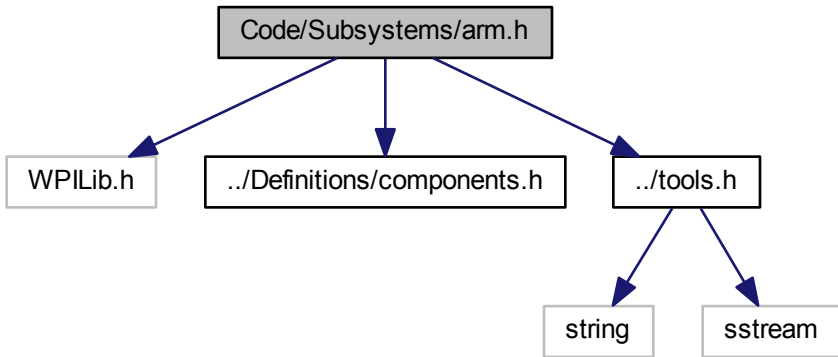 Code/Subsystems/arm.h
WPILib.h
../Definitions/components.h
../tools.h
string
sstream